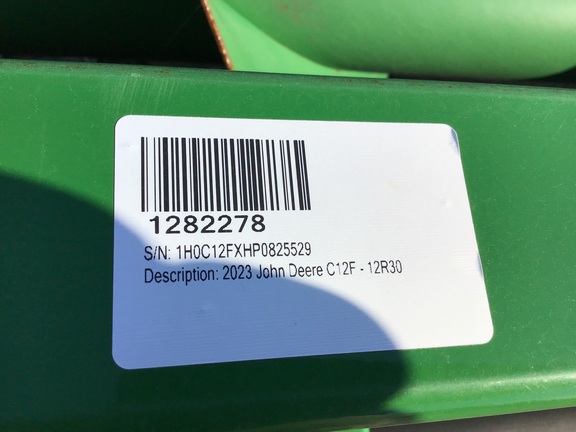 1282278
S/N: 1H0C12FXHP0825529
Description: 2023 John Deere C12F - 12R30